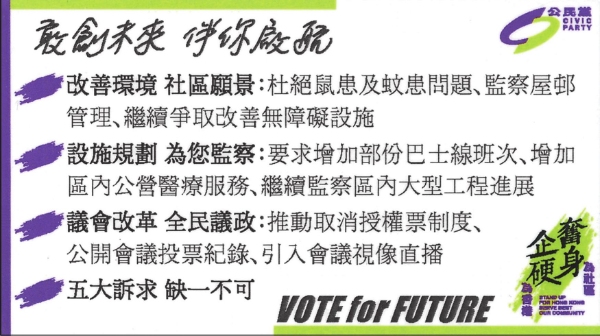 敢創未來 伴你啟航
公民黨
CIVIC
PARTY
改善環境 社區願景：杜絕鼠患及蚊患問題、監察屋邨
管理、繼續爭取改善無障礙設施
設施規劃 為您監察：要求增加部份巴士線班次、增加
區內公營醫療服務、繼續監察區內大型工程進展
議會改革 全民議政：推動取消授權票制度、
公開會議投票紀錄、引入會議視像直播
五大訴求 缺一不可
VOTE for FUTURE
奮身
企硬
為社區
為香港
STAND UP
FOR HONG KONG
SERVE BEST
OUR COMMUNITY